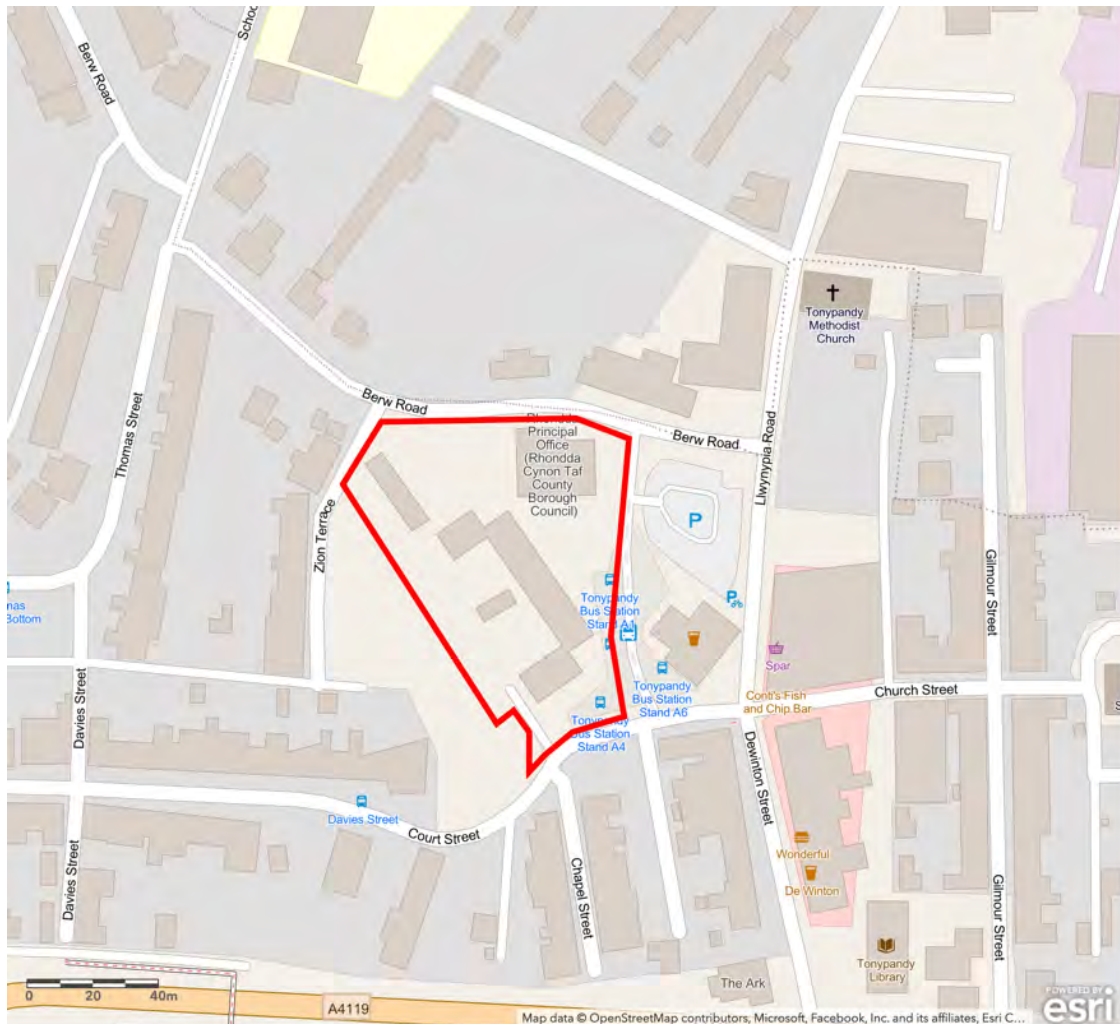 Berw Road
Schoo
Tonypandy
Methodist
Church
Thomas Street
Berw Road
Berw Road
Llwynypia Road
Principal
Office
(Rhondda
Cynon Taf
County
Borough
Council)
P
Zion Terrace
Gilmour Street
nas
Bottom
Tonypandy
Bus Station
Stand A1
P
Spar
Tonypandy
Bus Station
Stand A6
Church Street
Conti's Fish
and Chip Bar
Tonypandy
Bus Station
Stand A4
S
Davies Street
Dewinton Street
Davies Street
Court Street
Chapel Street
Wonderful
De Winton
Davies Street
Gilmour Street
Tonypandy
Library
The Ark
0 20 40m
A4119
POWERED BY
esri
Map data © OpenStreetMap contributors, Microsoft, Facebook, Inc. and its affiliates, Esri C...